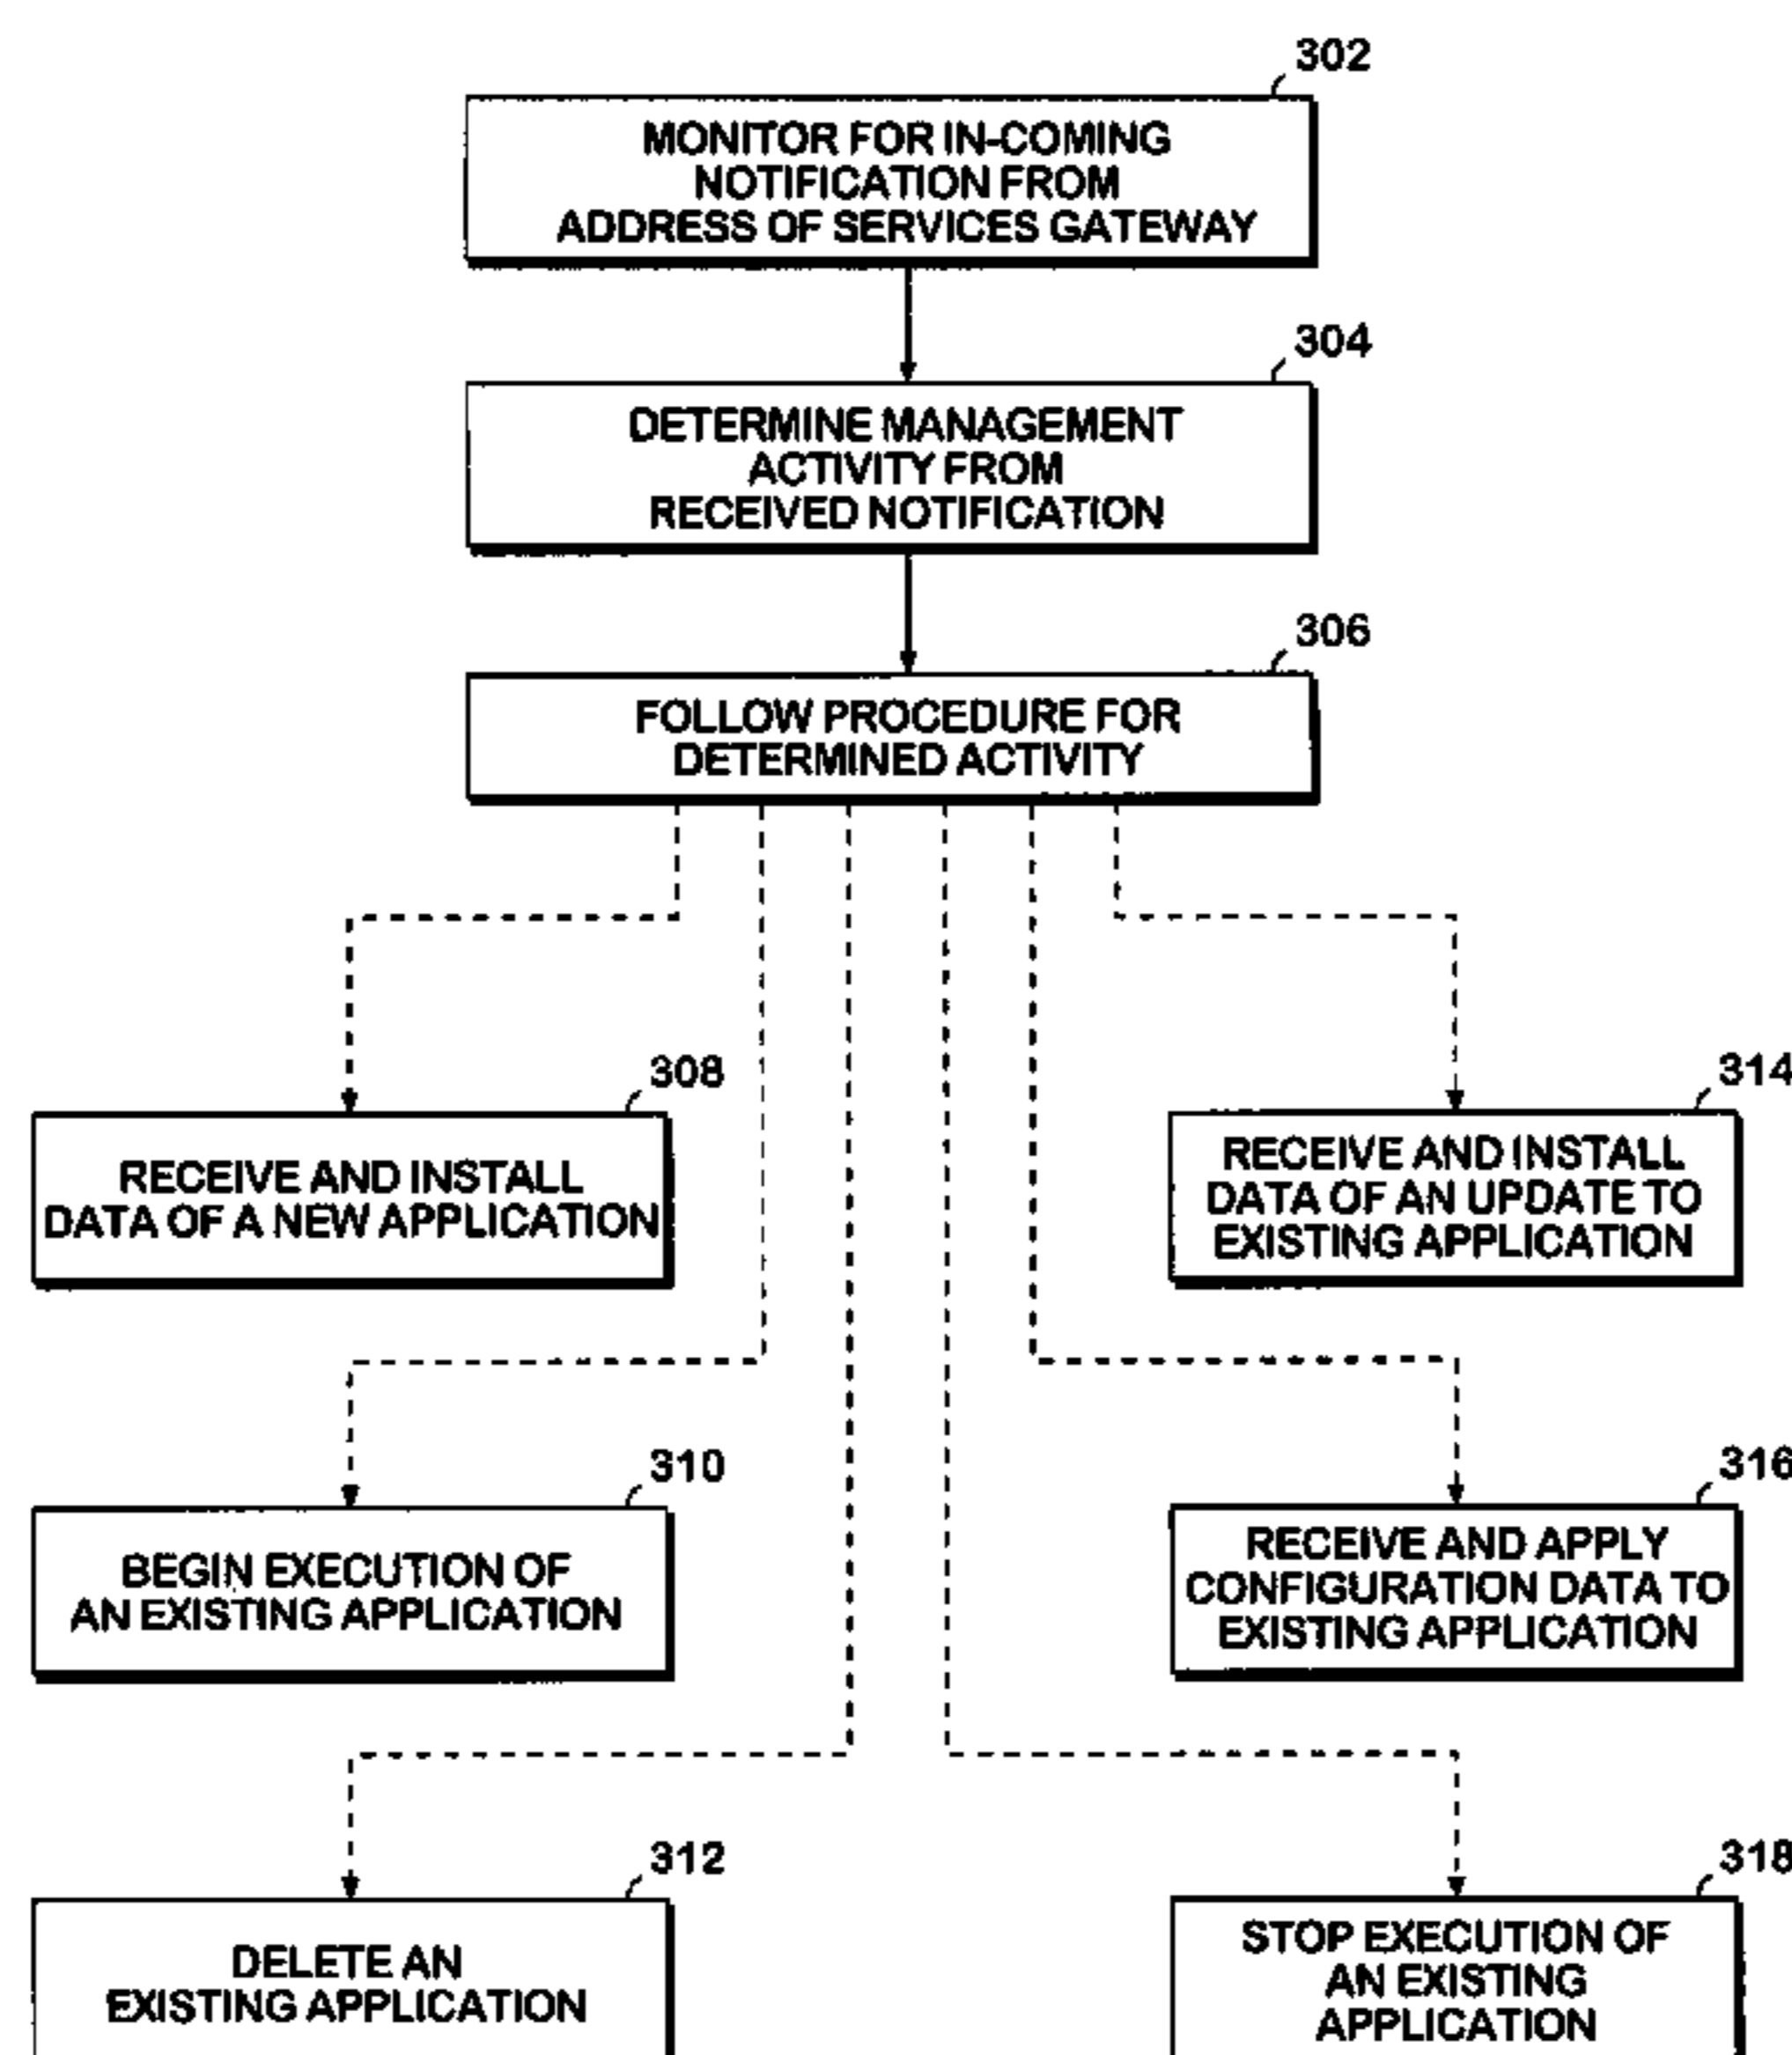 302
MONITOR FOR IN-COMING
NOTIFICATION FROM
ADDRESS OF SERVICES GATEWAY
304
DETERMINE MANAGEMENT
ACTIVITY FROM
RECEIVED NOTIFICATION
306
FOLLOW PROCEDURE FOR
DETERMINED ACTIVITY
308
RECEIVE AND INSTALL
DATA OF A NEW APPLICATION
314
RECEIVE AND INSTALL
DATA OF AN UPDATE TO
EXISTING APPLICATION
310
BEGIN EXECUTION OF
AN EXISTING APPLICATION
316
RECEIVE AND APPLY
CONFIGURATION DATA TO
EXISTING APPLICATION
312
DELETE AN
EXISTING APPLICATION
318
STOP EXECUTION OF
AN EXISTING
APPLICATION